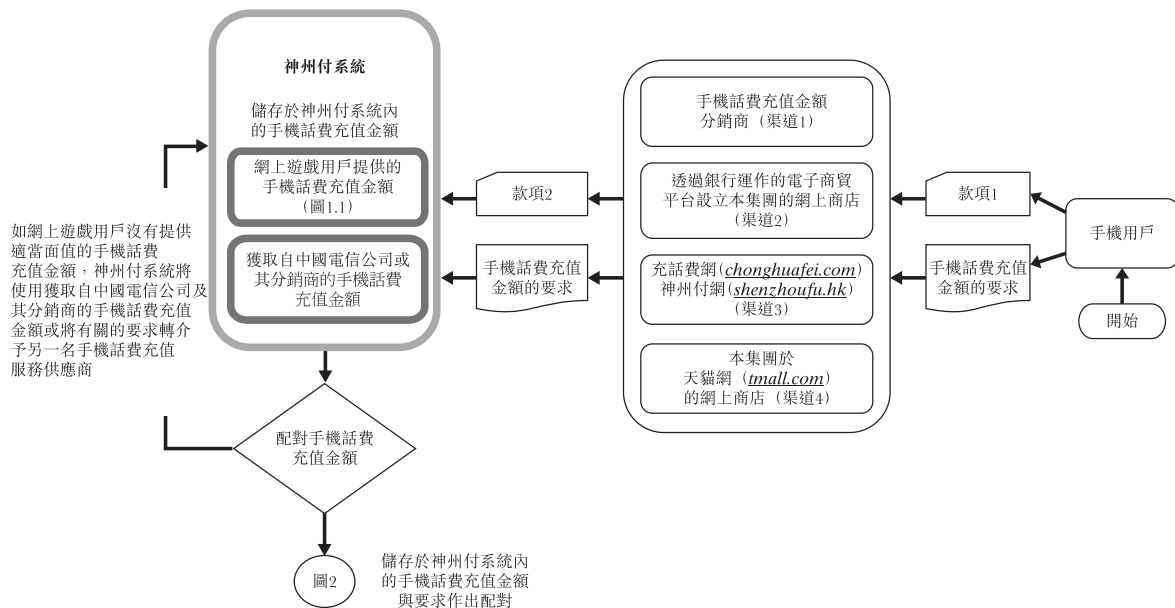 神州付系統
儲存於神州付系統內
的手機話費充值金額
網上遊戲用戶提供的
手機話費充值金額
(圖1.1)
獲取自中國電信公司或
其分銷商的手機話費
充值金額
如網上遊戲用戶沒有提供
適當面值的手機話費
充值金額，神州付系統將
使用獲取自中國電信公司及
其分銷商的手機話費充值
金額或將有關的要求轉介
予另一名手機話費充值
服務供應商
款項2
手機話費充值
金額的要求
手機話費充值金額
分銷商（渠道1）
透過銀行運作的電子商貿
平台設立本集團的網上商店
（渠道2）
充話費網(chonghuafei.com)
神州付網(shenzhoufu.hk)
（渠道3）
本集團於
天貓網（tmall.com）
的網上商店（渠道4）
款項1
手機話費充值
金額的要求
手機用戶
開始
配對手機話費
充值金額
圖2
儲存於神州付系統內
的手機話費充值金額
與要求作出配對